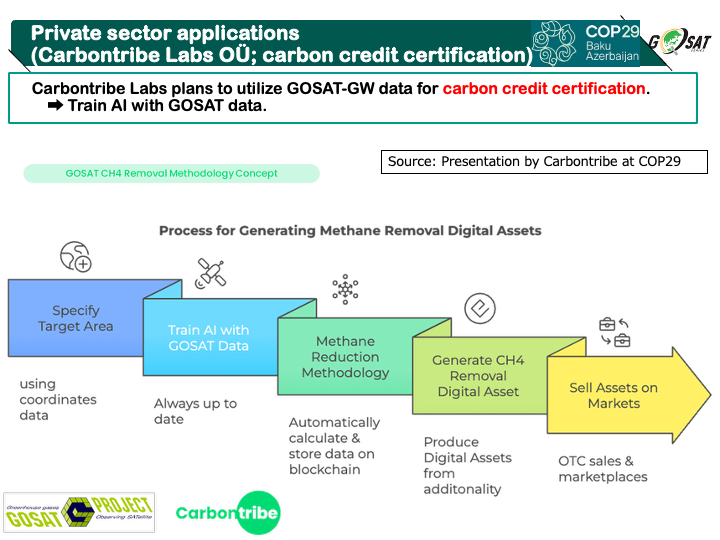 Private sector applications
(Carbontribe Labs OÜ; carbon credit certification)
COP29
Baku
Azerbaijan
GOSAT
SERIES
Carbontribe Labs plans to utilize GOSAT-GW data for carbon credit certification.
➡ Train AI with GOSAT data.
Source: Presentation by Carbontribe at COP29
GOSAT CH4 Removal Methodology Concept
Process for Generating Methane Removal Digital Assets
Specify
Target Area
using
coordinates
data
Train AI with
GOSAT Data
Always up to
date
Methane
Reduction
Methodology
Automatically
calculate &
store data on
blockchain
Generate CH4
Removal
Digital Asset
Produce
Digital Assets
from
additonality
Sell Assets on
Markets
OTC sales &
marketplaces
Greenhouse gases
GOSAT PROJECT
Observing SATellite
Carbontribe